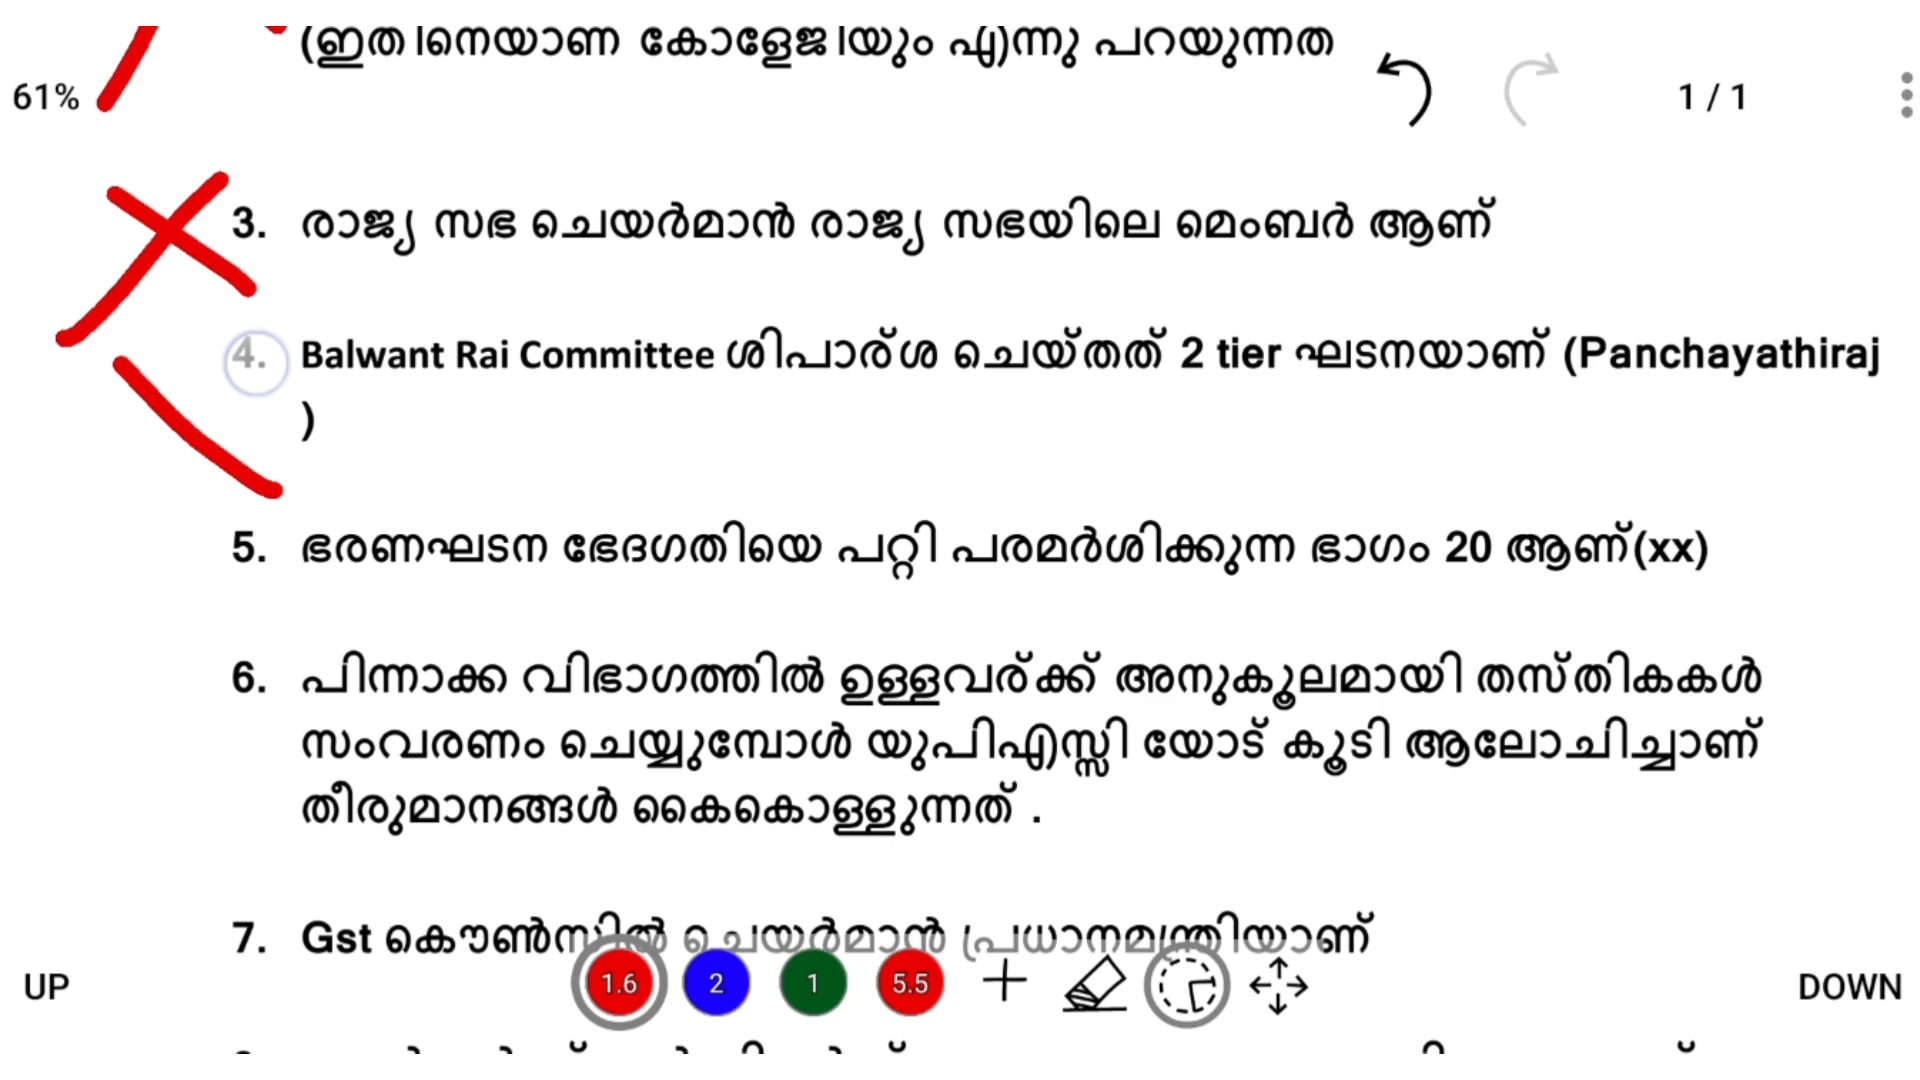 (ഇതിനെയാണ് കോളേജിയം എന്നു പറയുന്നത
61%
1 / 1
3. രാജ്യ സഭ ചെയർമാൻ രാജ്യ സഭയിലെ മെംബർ ആണ്
4. Balwant Rai Committee ശിപാര്ശ ചെയ്തത് 2 tier ഘടനയാണ് (Panchayathiraj
)
5. ഭരണഘടന ഭേദഗതിയെ പറ്റി പരമർശിക്കുന്ന ഭാഗം 20 ആണ്(xx)
6. പിന്നാക്ക വിഭാഗത്തിൽ ഉള്ളവര്ക്ക് അനുകൂലമായി തസ്തികകൾ
സംവരണം ചെയ്യുമ്പോൾ യുപിഎസ്സി യോട് കൂടി ആലോചിച്ചാണ്
തീരുമാനങ്ങൾ കൈകൊള്ളുന്നത് .
7. Gst കൌൺസിൽ ചെയർമാൻ പ്രധാനമന്ത്രിയാണ്
UP
1.6 2 1 5.5
DOWN